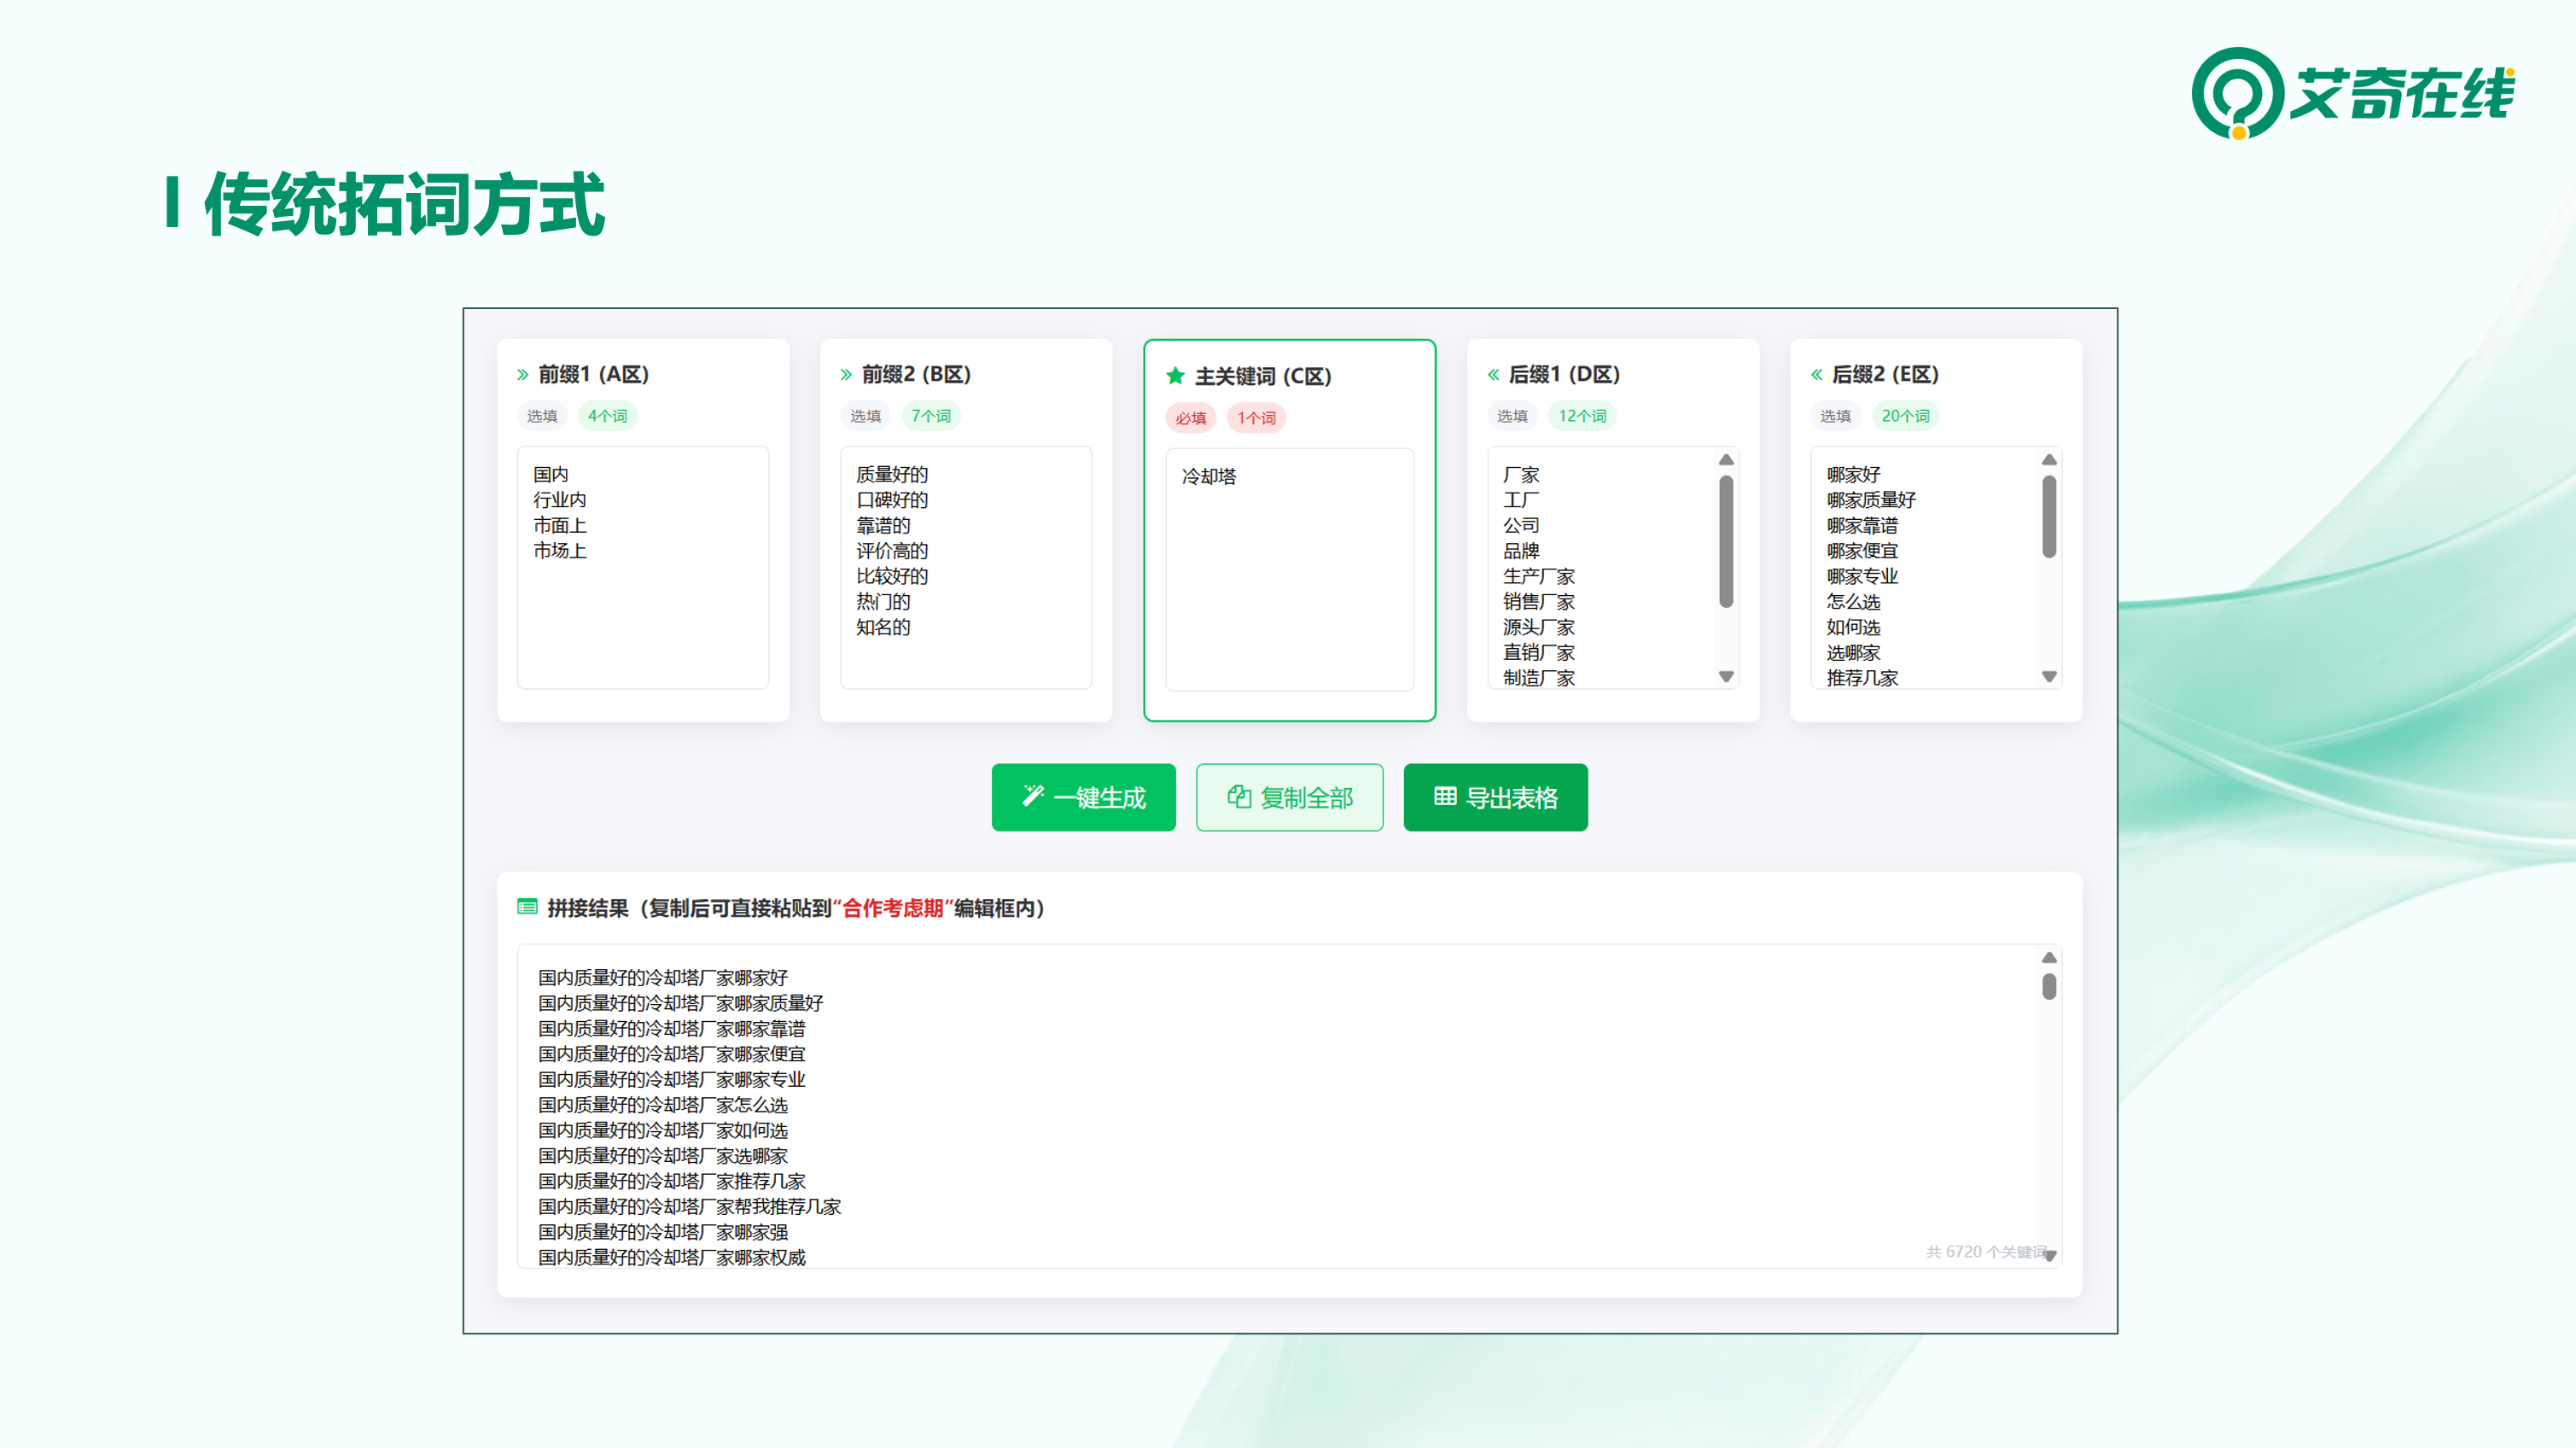 艾奇在线
传统拓词方式
前缀1 (A区)
选填 4个词
国内
行业内
市面上
市场上
前缀2 (B区)
选填 7个词
质量好的
口碑好的
靠谱的
评价高的
比较好的
热门的
知名的
主关键词 (C区)
必填 1个词
冷却塔
后缀1 (D区)
选填 12个词
厂家
工厂
公司
品牌
生产厂家
销售厂家
源头厂家
直销厂家
制造厂家
后缀2 (E区)
选填 20个词
哪家好
哪家质量好
哪家靠谱
哪家便宜
哪家专业
怎么选
如何选
选哪家
推荐几家
一键生成 复制全部 导出表格
拼接结果（复制后可直接粘贴到“合作考虑期”编辑框内）
国内质量好的冷却塔厂家哪家好
国内质量好的冷却塔厂家哪家质量好
国内质量好的冷却塔厂家哪家靠谱
国内质量好的冷却塔厂家哪家便宜
国内质量好的冷却塔厂家哪家专业
国内质量好的冷却塔厂家怎么选
国内质量好的冷却塔厂家如何选
国内质量好的冷却塔厂家选哪家
国内质量好的冷却塔厂家推荐几家
国内质量好的冷却塔厂家帮我推荐几家
国内质量好的冷却塔厂家哪家强
国内质量好的冷却塔厂家哪家权威
共 6720 个关键词